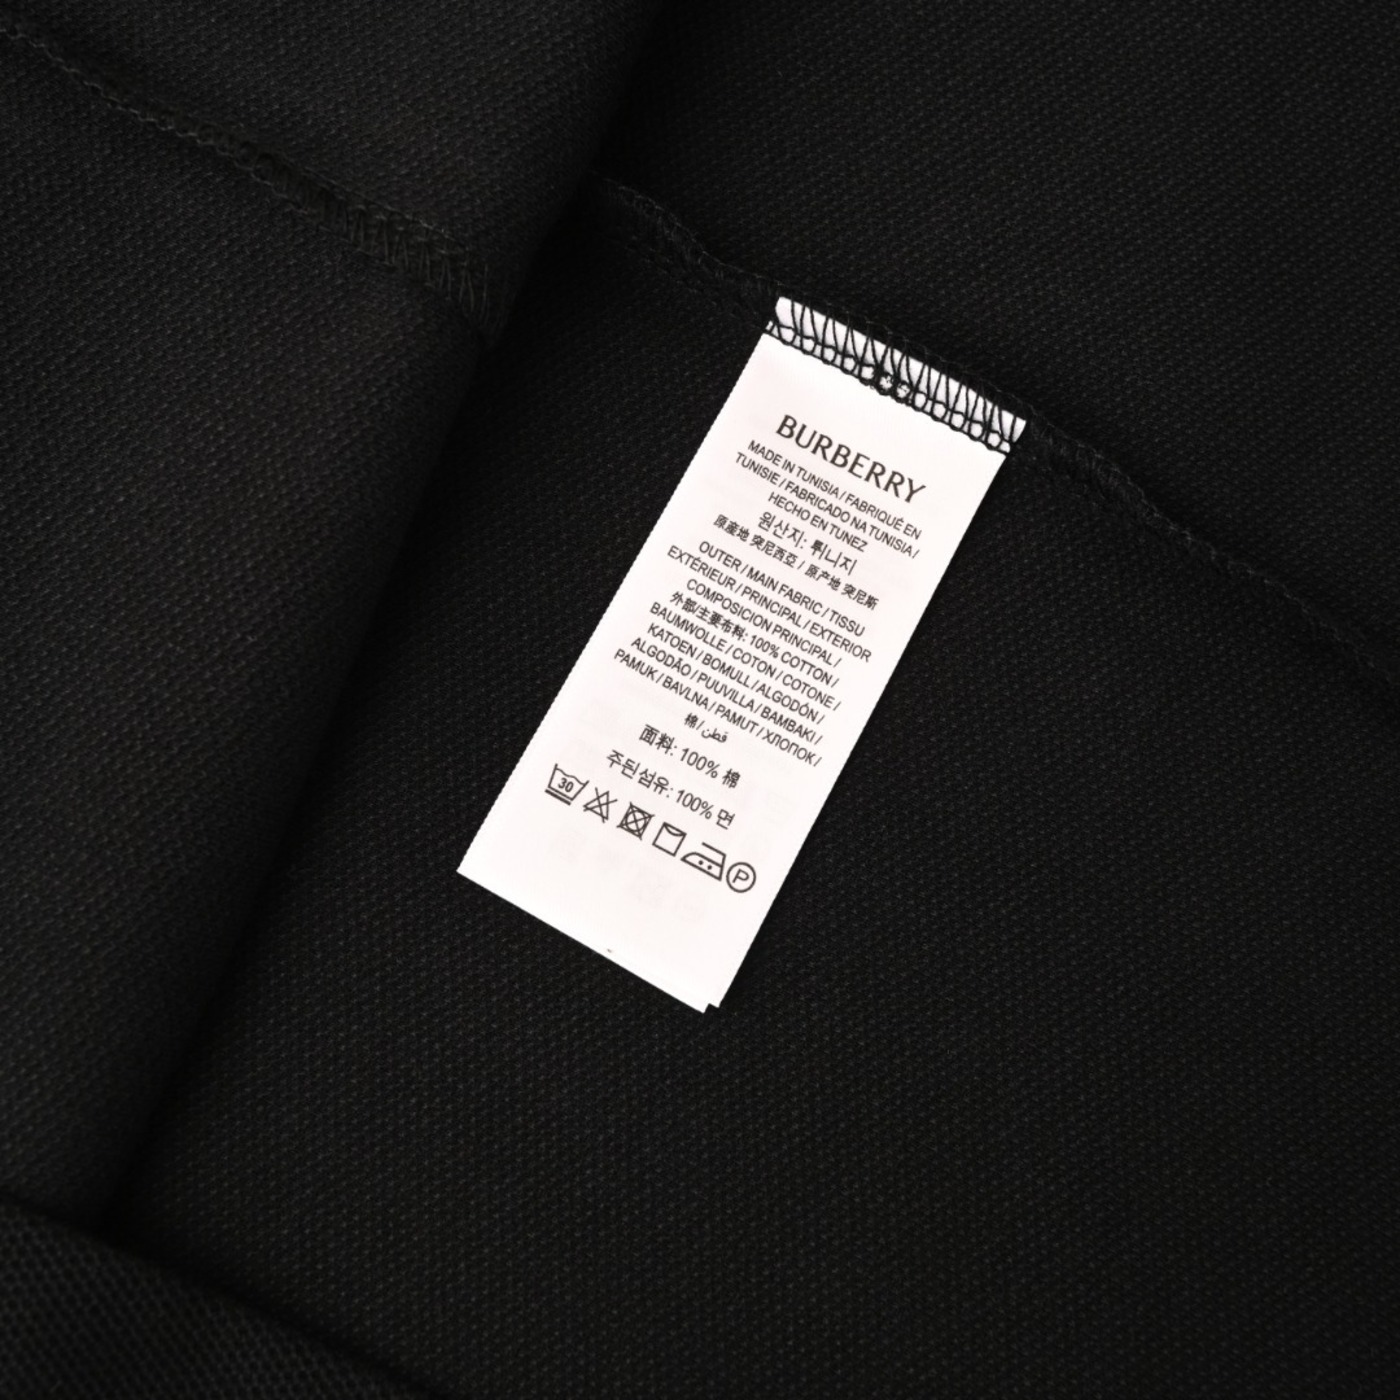 BURBERRY
MADE IN TUNISIA / FABRIQUÉ EN
TUNISIE / FABRICADO NA TUNISIA /
HECHO EN TUNEZ
원산지: 튀니지
原產地 突尼西亞 / 原产地 突尼斯
OUTER / MAIN FABRIC / TISSU
EXTÉRIEUR / PRINCIPAL / EXTERIOR
COMPOSICION PRINCIPAL /
外部/主要布料: 100% COTTON /
BAUMWOLLE / COTON / COTONE /
KATOEN / BOMULL / ALGODÓN /
ALGODÃO / PUUVILLA / BAMBAKI /
PAMUK / BAVLNA / PAMUT / ХЛОПОК /
棉 / قطن
面料: 100% 棉
주된섬유: 100% 면
30 P